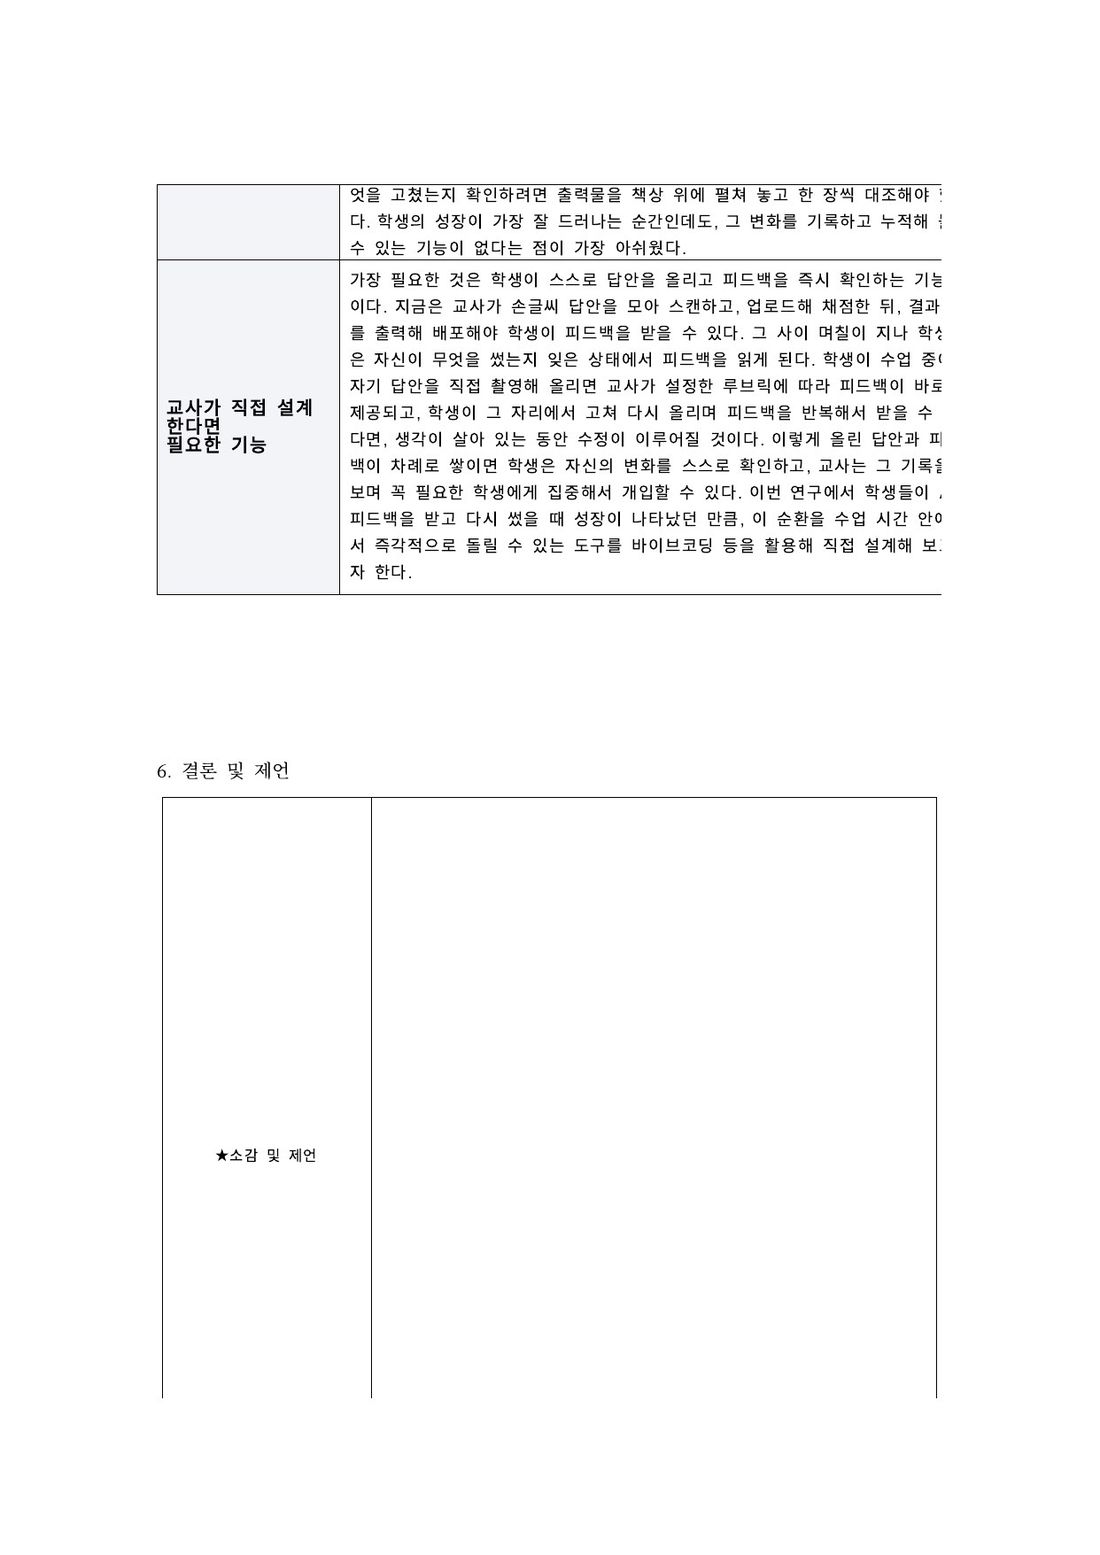 엇을 고쳤는지 확인하려면 출력물을 책상 위에 펼쳐 놓고 한 장씩 대조해야
다. 학생의 성장이 가장 잘 드러나는 순간인데도, 그 변화를 기록하고 누적해
수 있는 기능이 없다는 점이 가장 아쉬웠다.
교사가 직접 설계
한다면
필요한 기능
가장 필요한 것은 학생이 스스로 답안을 올리고 피드백을 즉시 확인하는 기능
이다. 지금은 교사가 손글씨 답안을 모아 스캔하고, 업로드해 채점한 뒤, 결과
를 출력해 배포해야 학생이 피드백을 받을 수 있다. 그 사이 며칠이 지나 학생
은 자신이 무엇을 썼는지 잊은 상태에서 피드백을 읽게 된다. 학생이 수업
자기 답안을 직접 촬영해 올리면 교사가 설정한 루브릭에 따라 피드백이 바로
제공되고, 학생이 그 자리에서 고쳐 다시 올리며 피드백을 반복해서 받을 수
다면, 생각이 살아 있는 동안 수정이 이루어질 것이다. 이렇게 올린 답안과 피
백이 차례로 쌓이면 학생은 자신의 변화를 스스로 확인하고, 교사는 그 기록을
보며 꼭 필요한 학생에게 집중해서 개입할 수 있다. 이번 연구에서 학생들이
피드백을 받고 다시 썼을 때 성장이 나타났던 만큼, 이 순환을 수업 시간 안에
서 즉각적으로 돌릴 수 있는 도구를 바이브코딩 등을 활용해 직접 설계해
자 한다.
6. 결론 및 제언
★소감 및 제언